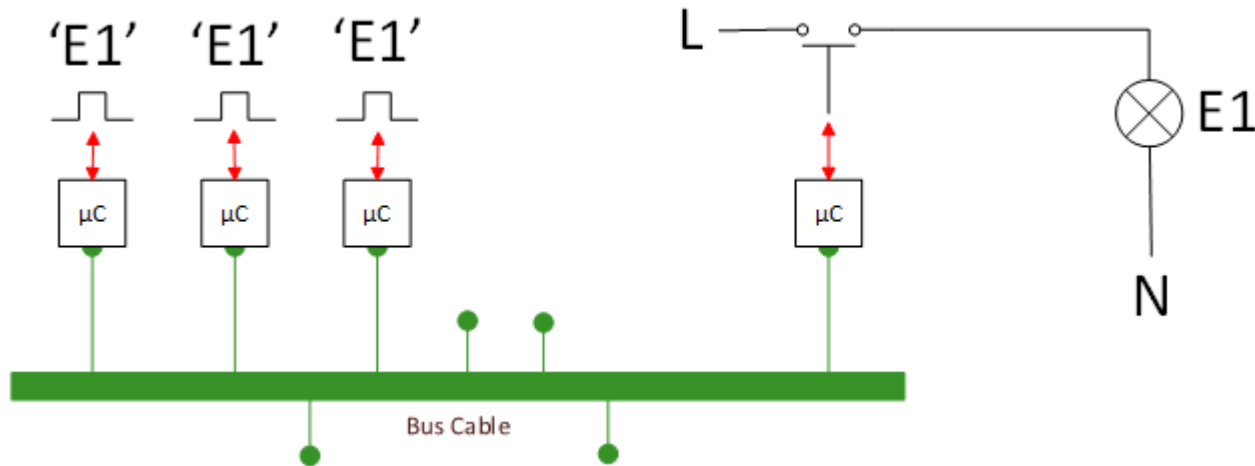 ‘E1’ ‘E1’ ‘E1’
L
E1
µC µC µC µC
N
Bus Cable